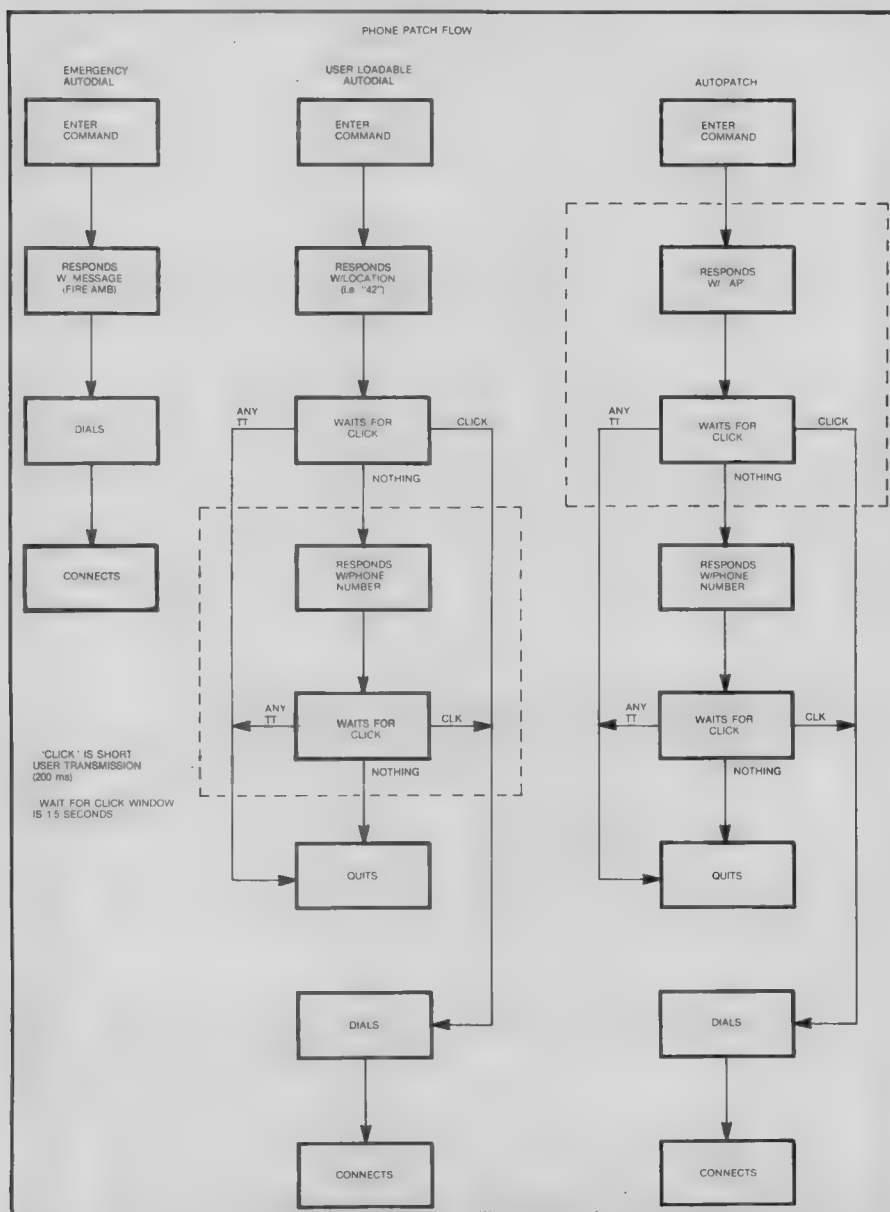 PHONE PATCH FLOW
EMERGENCY
AUTODIAL
ENTER
COMMAND
RESPONDS
W. MESSAGE
(FIRE AMB)
DIALS
CONNECTS
"CLICK" IS SHORT
USER TRANSMISSION
(200 ms)
WAIT FOR CLICK WINDOW
IS 1.5 SECONDS
USER LOADABLE
AUTODIAL
ENTER
COMMAND
RESPONDS
W/LOCATION
(i.e. "42")
ANY
TT
WAITS FOR
CLICK
CLICK
NOTHING
RESPONDS
W/PHONE
NUMBER
ANY
TT
WAITS FOR
CLICK
CLK
NOTHING
QUITS
DIALS
CONNECTS
AUTOPATCH
ENTER
COMMAND
RESPONDS
W/ AP"
ANY
TT
WAITS FOR
CLICK
CLICK
NOTHING
RESPONDS
W/PHONE
NUMBER
ANY
TT
WAITS FOR
CLICK
CLK
NOTHING
QUITS
DIALS
CONNECTS